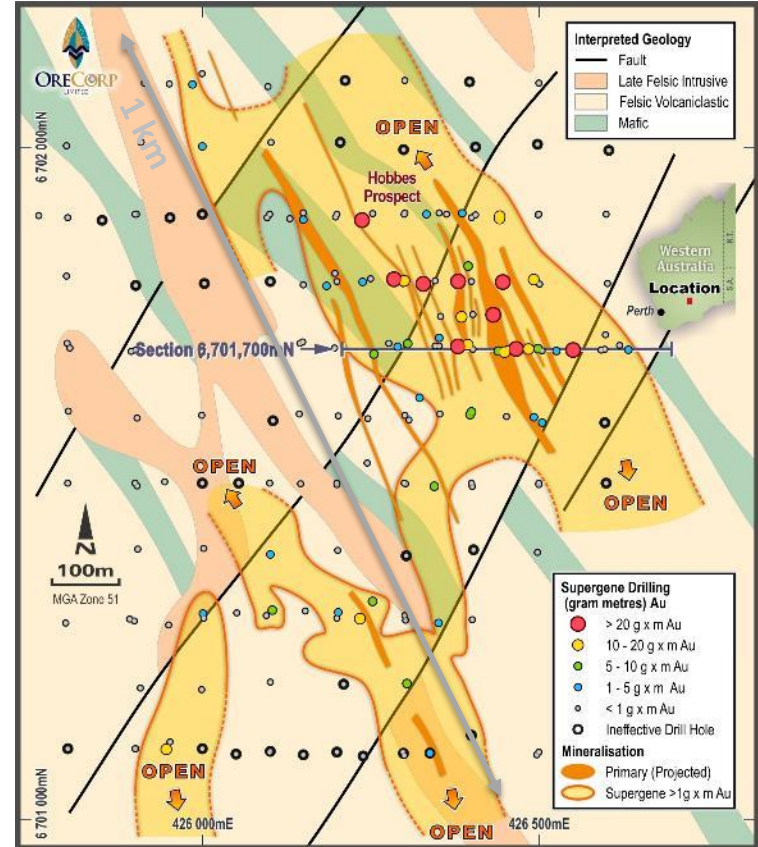 ORECORP
LIMITED
1 km
Interpreted Geology
Fault
Late Felsic Intrusive
Felsic Volcaniclastic
Mafic
6 702 000mN
OPEN
Hobbes
Prospect
Western
Australia
Location
Perth
N.T.
S.A.
Section 6,701,700m N
OPEN
OPEN
N
100m
MGA Zone 51
Supergene Drilling
(gram metres) Au
> 20 g x m Au
10 - 20 g x m Au
5 - 10 g x m Au
1 - 5 g x m Au
< 1 g x m Au
Ineffective Drill Hole
Mineralisation
Primary (Projected)
Supergene >1g x m Au
OPEN
OPEN
6 701 000mN
426 000mE
426 500mE